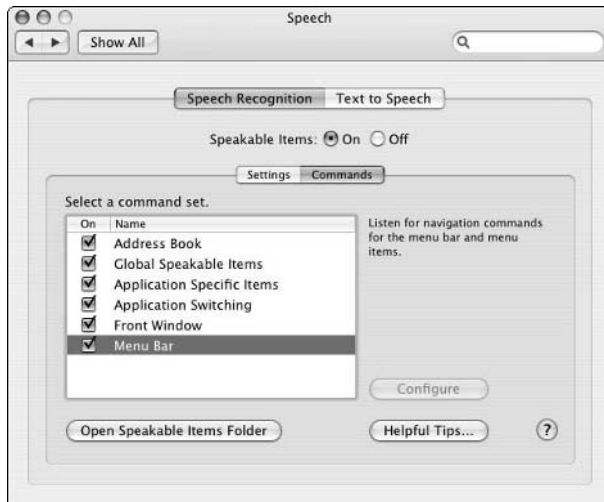 Speech
Show All
Speech Recognition Text to Speech
Speakable Items: On Off
Settings Commands
Select a command set.
On Name
Address Book
Global Speakable Items
Application Specific Items
Application Switching
Front Window
Menu Bar
Listen for navigation commands
for the menu bar and menu
items.
Configure
Open Speakable Items Folder Helpful Tips... ?